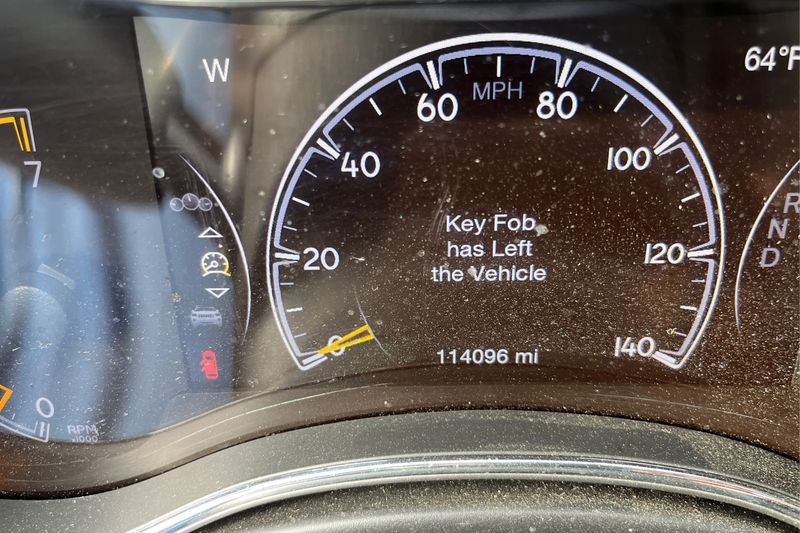 W
64°F
MPH
0
20
40
60
80
100
120
140
Key Fob
has Left
the Vehicle
114096 mi
R
N
D
7
0
RPM
x1000